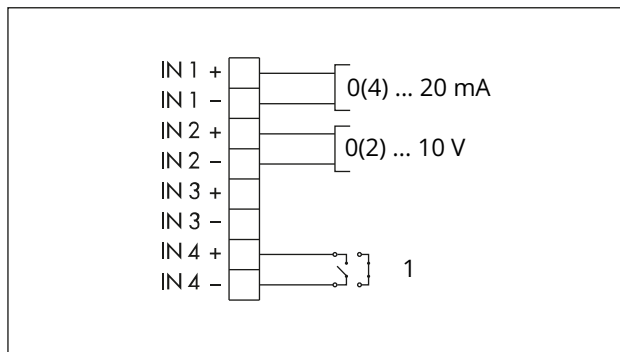 IN 1 +
IN 1 –
0(4) ... 20 mA
IN 2 +
IN 2 –
0(2) ... 10 V
IN 3 +
IN 3 –
IN 4 +
IN 4 –
1